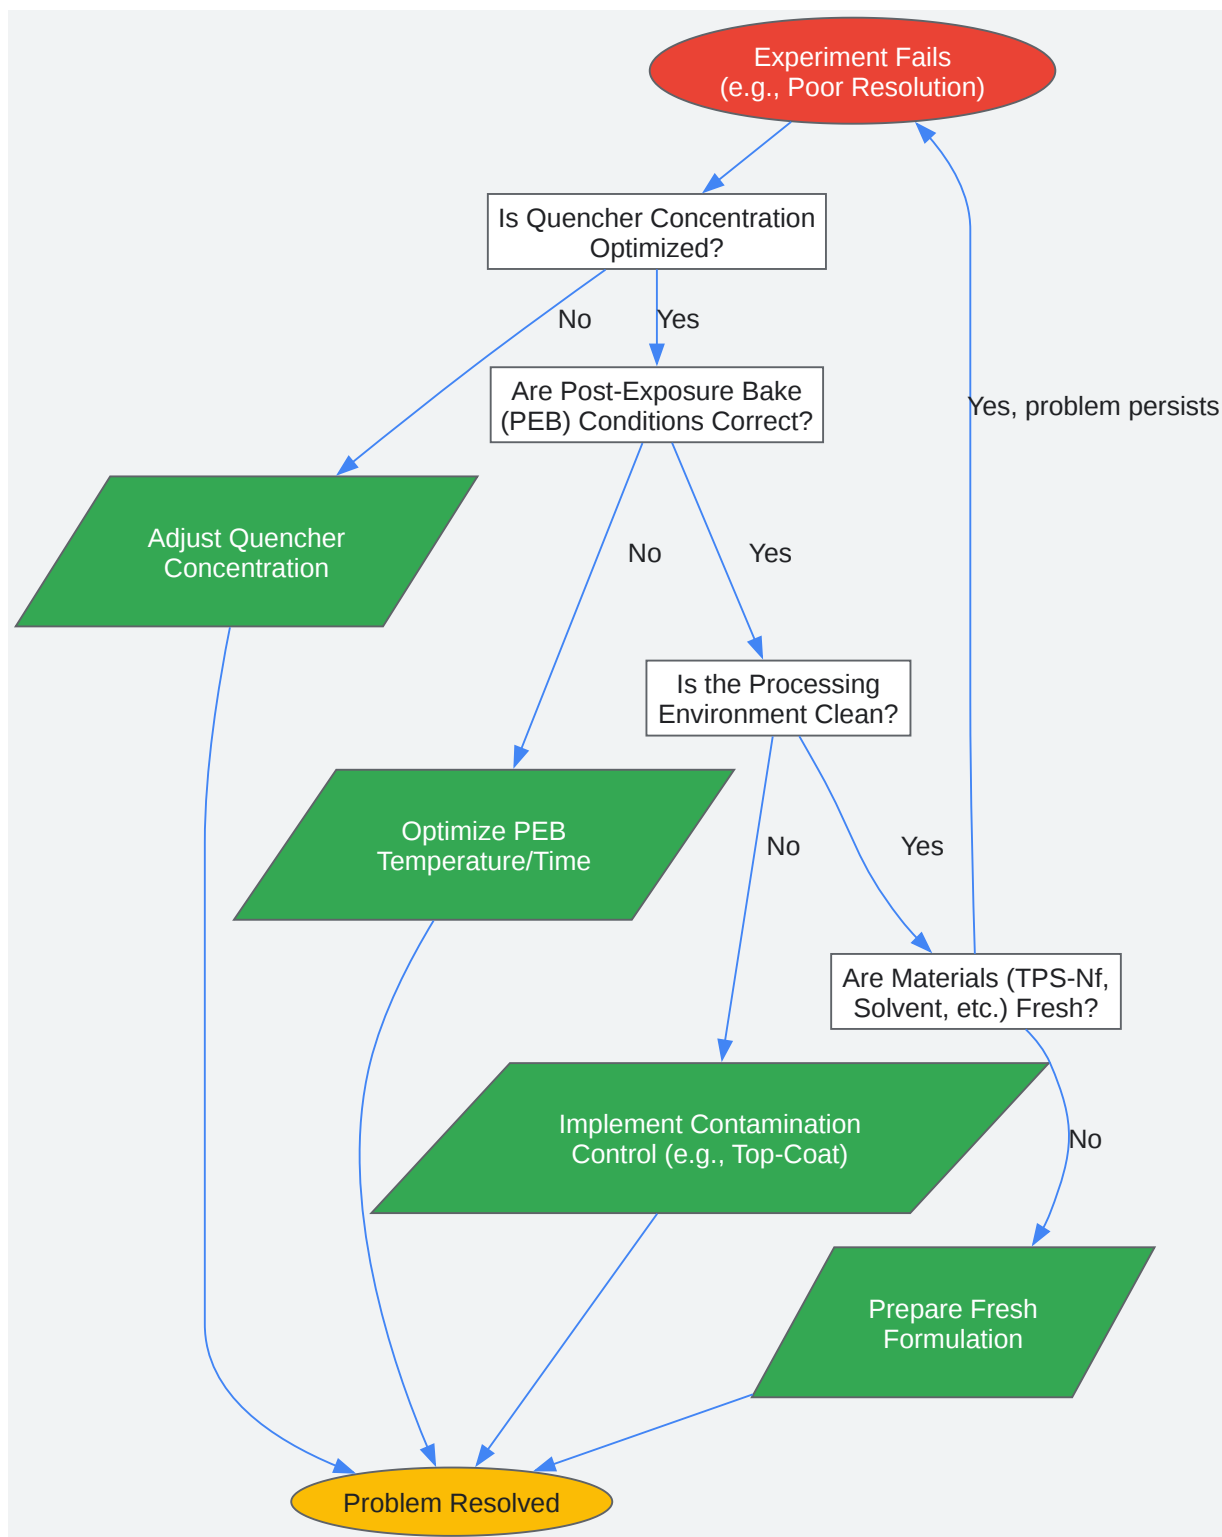 Experiment Fails
(e.g., Poor Resolution)
Is Quencher Concentration
Optimized?
No
Yes
Are Post-Exposure Bake
(PEB) Conditions Correct?
Yes, problem persists
Adjust Quencher
Concentration
No
Yes
Is the Processing
Environment Clean?
Optimize PEB
Temperature/Time
No
Yes
Are Materials (TPS-Nf,
Solvent, etc.) Fresh?
Implement Contamination
Control (e.g., Top-Coat)
No
Prepare Fresh
Formulation
Problem Resolved